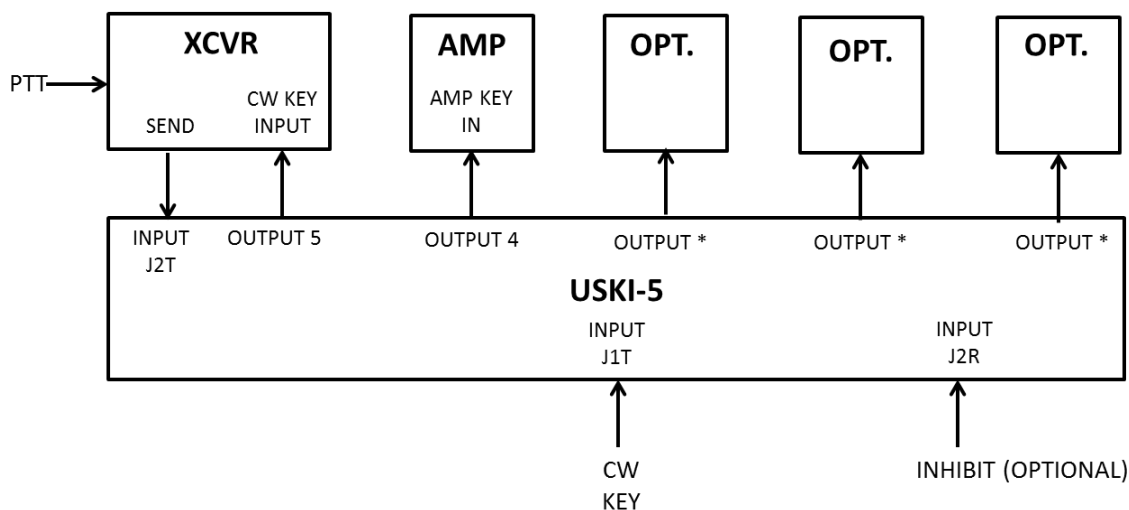 XCVR
AMP
OPT.
OPT.
OPT.
PTT
CW KEY
SEND
INPUT
AMP KEY
IN
INPUT
J2T
OUTPUT 5
OUTPUT 4
OUTPUT *
OUTPUT *
OUTPUT *
USKI-5
INPUT
J1T
INPUT
J2R
CW
KEY
INHIBIT (OPTIONAL)